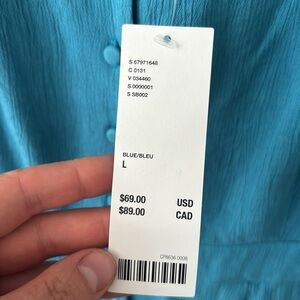 S 67971648
C 0131
V 034460
S 0000001
S SB002
BLUE/BLEU
L
$69.00 USD
$89.00 CAD
CP8636 0008